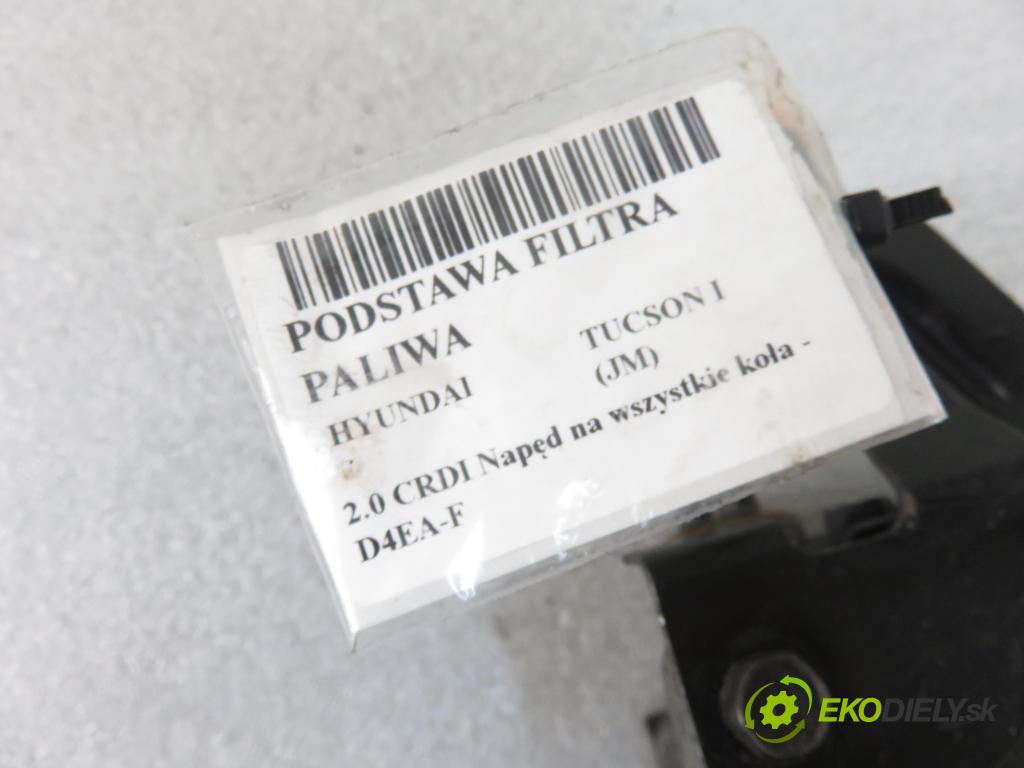 PODSTAWA FILTRA
PALIWA
HYUNDAI TUCSON I
(JM)
2.0 CRDI Napęd na wszystkie koła -
D4EA-F
EKODIELY.sk